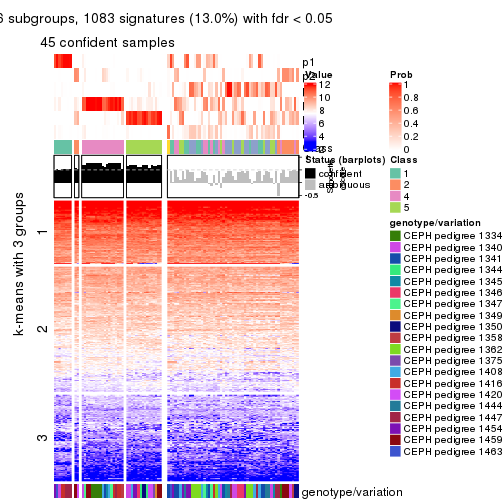 6 subgroups, 1083 signatures (13.0%) with fdr < 0.05
45 confident samples
p1
p2
Value
12
10
8
6
4
2
0
Prob
1
0.8
0.6
0.4
0.2
0
Class
Status (barplots)
confident
ambiguous
-0.5
Class
1
2
4
5
genotype/variation
CEPH pedigree 1334
CEPH pedigree 1340
CEPH pedigree 1341
CEPH pedigree 1344
CEPH pedigree 1345
CEPH pedigree 1346
CEPH pedigree 1347
CEPH pedigree 1349
CEPH pedigree 1350
CEPH pedigree 1358
CEPH pedigree 1362
CEPH pedigree 1375
CEPH pedigree 1408
CEPH pedigree 1416
CEPH pedigree 1420
CEPH pedigree 1444
CEPH pedigree 1447
CEPH pedigree 1454
CEPH pedigree 1459
CEPH pedigree 1463
k-means with 3 groups
1
2
3
genotype/variation